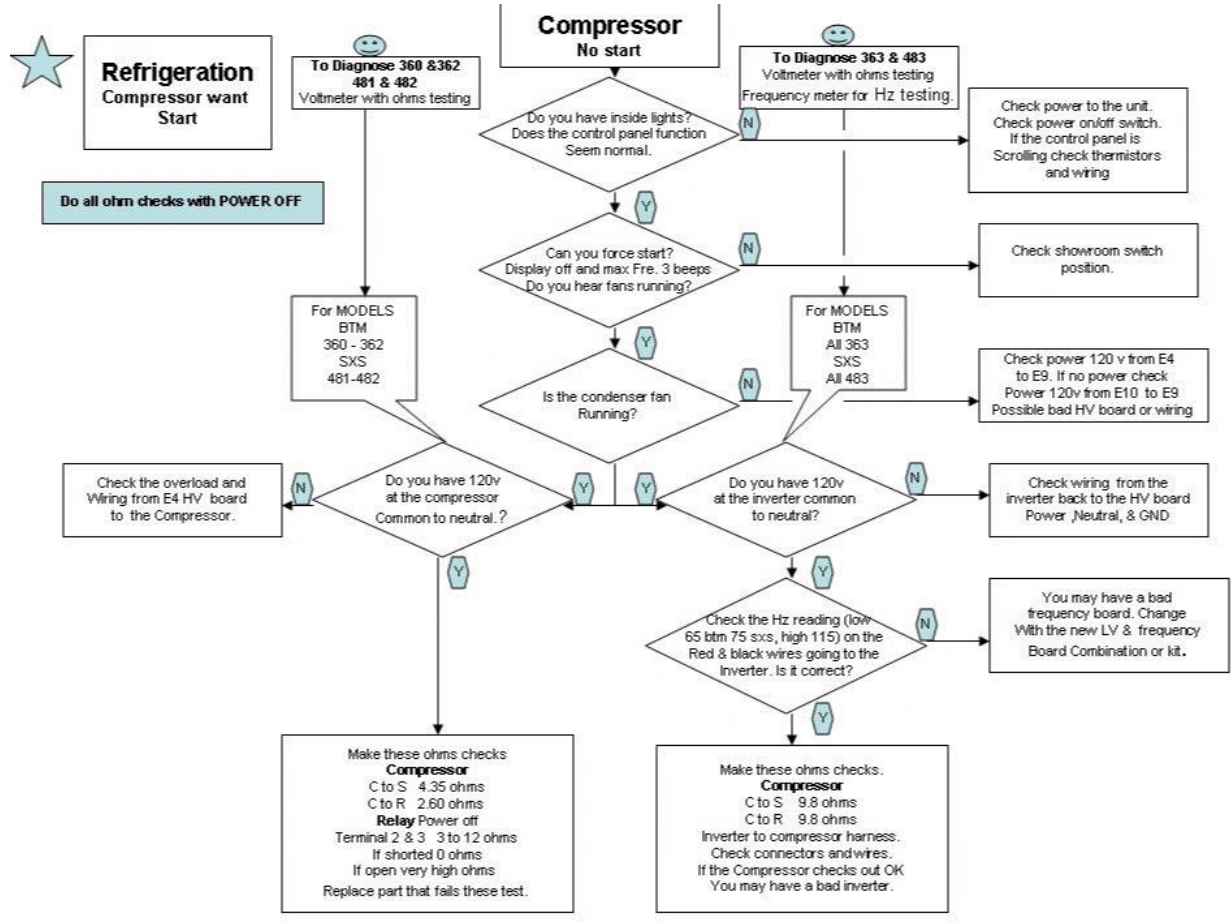 Compressor
No start
Refrigeration
Compressor want
Start
Do all ohm checks with POWER OFF
To Diagnose 360 &362
481 & 482
Voltmeter with ohms testing
To Diagnose 363 & 483
Voltmeter with ohms testing
Frequency meter for Hz testing.
Do you have inside lights?
Does the control panel function
Seem normal.
N
Check power to the unit.
Check power on/off switch.
If the control panel is
Scrolling check thermistors
and wiring
Y
Can you force start?
Display off and max Fre. 3 beeps
Do you hear fans running?
N
Check showroom switch
position.
Y
For MODELS
BTM
360 - 362
SXS
481-482
For MODELS
BTM
All 363
SXS
All 483
Is the condenser fan
Running?
N
Check power 120 v from E4
to E9. If no power check
Power 120v from E10 to E9
Possible bad HV board or wiring
Y
Y
Do you have 120v
at the compressor
Common to neutral.?
N
Check the overload and
Wiring from E4 HV board
to the Compressor.
Do you have 120v
at the inverter common
to neutral?
N
Check wiring from the
inverter back to the HV board
Power ,Neutral, & GND
Y
Y
Check the Hz reading (low
65 btm 75 sxs, high 115) on the
Red & black wires going to the
Inverter. Is it correct?
N
You may have a bad
frequency board. Change
With the new LV & frequency
Board Combination or kit.
Y
Make these ohms checks
Compressor
C to S 4.35 ohms
C to R 2.60 ohms
Relay Power off
Terminal 2 & 3 3 to 12 ohms
If shorted 0 ohms
If open very high ohms
Replace part that fails these test.
Make these ohms checks.
Compressor
C to S 9.8 ohms
C to R 9.8 ohms
Inverter to compressor harness.
Check connectors and wires.
If the Compressor checks out OK
You may have a bad inverter.